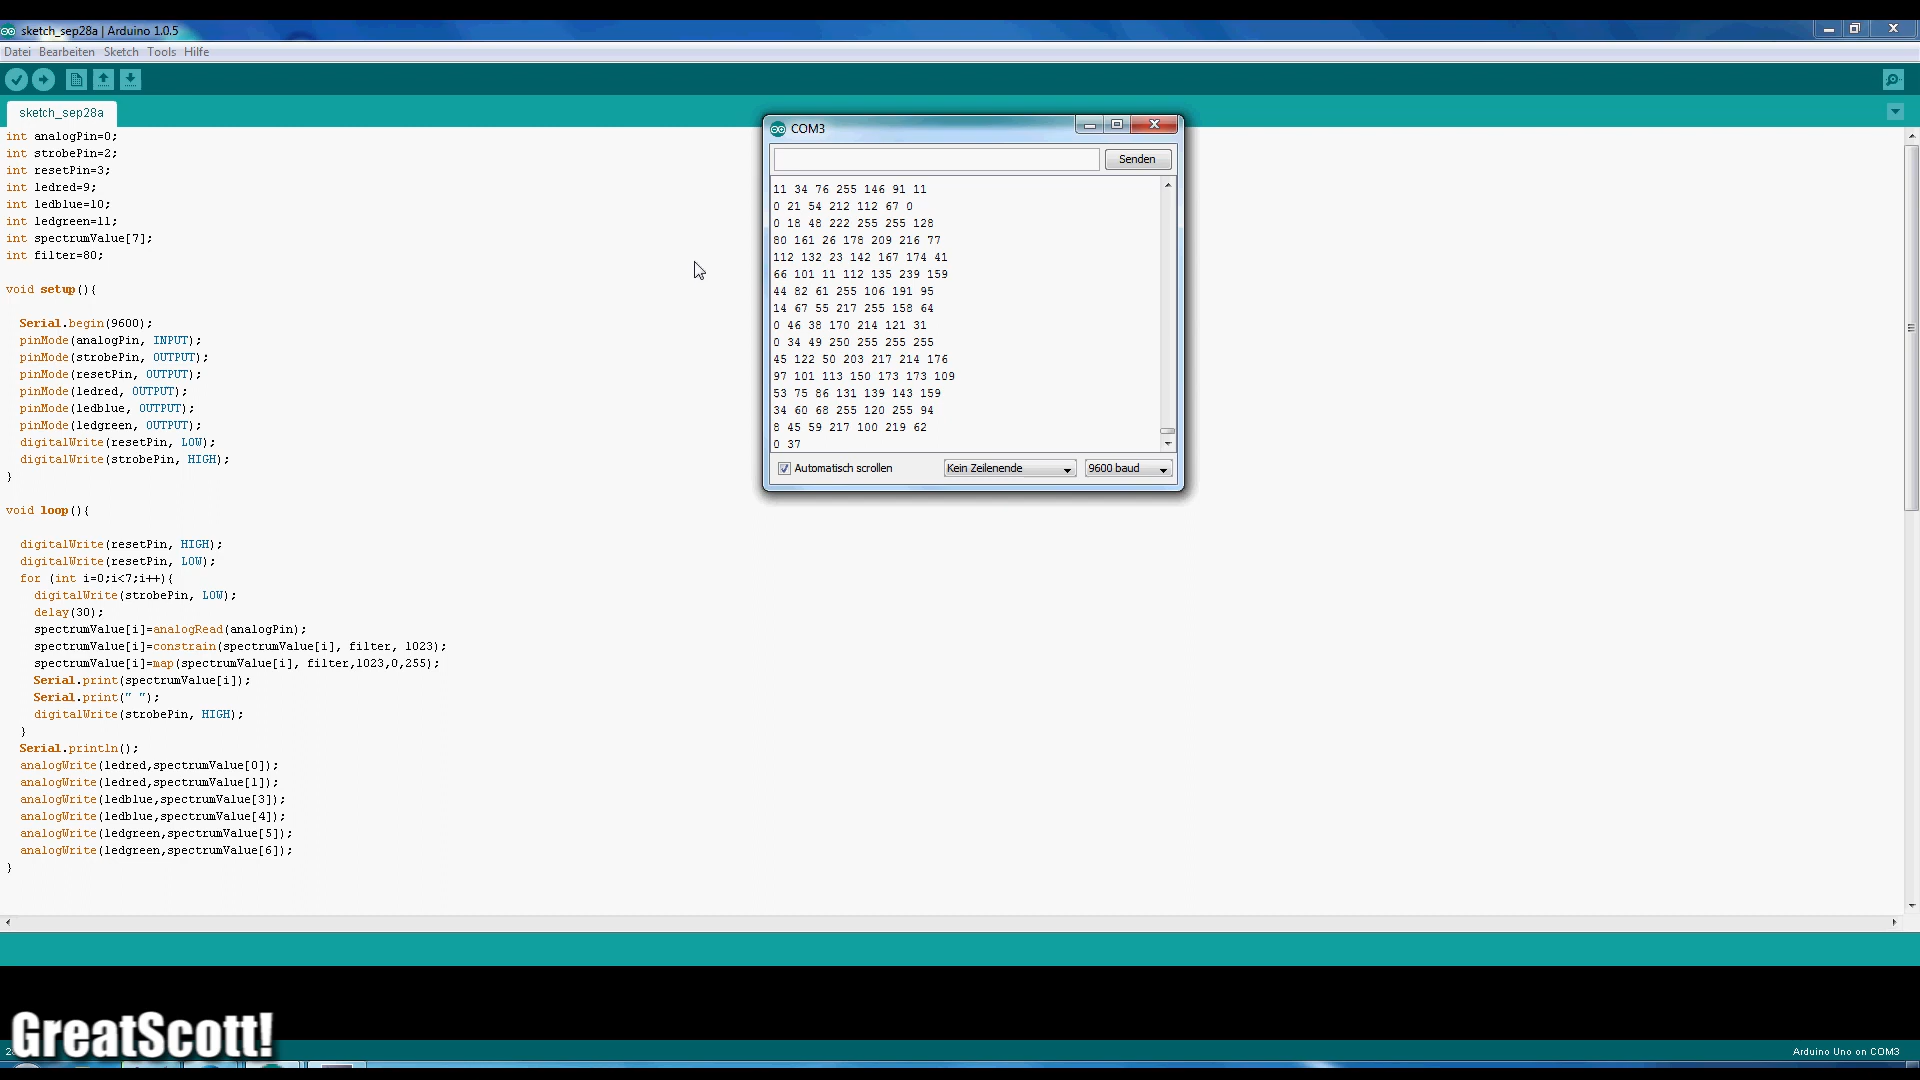 sketch_sep28a | Arduino 1.0.5
Datei Bearbeiten Sketch Tools Hilfe
sketch_sep28a
int analogPin=0;
int strobePin=2;
int resetPin=3;
int ledred=9;
int ledblue=10;
int ledgreen=11;
int spectrumValue[7];
int filter=80;
void setup(){
Serial.begin(9600);
pinMode(analogPin, INPUT);
pinMode(strobePin, OUTPUT);
pinMode(resetPin, OUTPUT);
pinMode(ledred, OUTPUT);
pinMode(ledblue, OUTPUT);
pinMode(ledgreen, OUTPUT);
digitalWrite(resetPin, LOW);
digitalWrite(strobePin, HIGH);
}
void loop(){
digitalWrite(resetPin, HIGH);
digitalWrite(resetPin, LOW);
for (int i=0;i<7;i++){
digitalWrite(strobePin, LOW);
delay(30);
spectrumValue[i]=analogRead(analogPin);
spectrumValue[i]=constrain(spectrumValue[i], filter, 1023);
spectrumValue[i]=map(spectrumValue[i], filter,1023,0,255);
Serial.print(spectrumValue[i]);
Serial.print(" ");
digitalWrite(strobePin, HIGH);
}
Serial.println();
analogWrite(ledred,spectrumValue[0]);
analogWrite(ledred,spectrumValue[1]);
analogWrite(ledblue,spectrumValue[3]);
analogWrite(ledblue,spectrumValue[4]);
analogWrite(ledgreen,spectrumValue[5]);
analogWrite(ledgreen,spectrumValue[6]);
}
COM3
Senden
11 34 76 255 146 91 11
0 21 54 212 112 67 0
0 18 48 222 255 255 128
80 161 26 178 209 216 77
112 132 23 142 167 174 41
66 101 11 112 135 239 159
44 82 61 255 106 191 95
14 67 55 217 255 158 64
0 46 38 170 214 121 31
0 34 49 250 255 255 255
45 122 50 203 217 214 176
97 101 113 150 173 173 109
53 75 86 131 139 143 159
34 60 68 255 120 255 94
8 45 59 217 100 219 62
0 37
Automatisch scrollen
Kein Zeilenende
9600 baud
GreatScott!
Arduino Uno on COM3